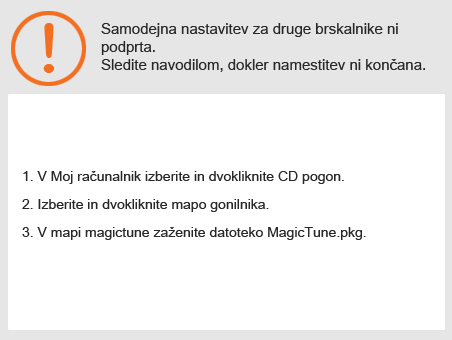 Samodejna nastavitev za druge brskalnike ni
podprta.
Sledite navodilom, dokler namestitev ni končana.
1. V Moj računalnik izberite in dvokliknite CD pogon.
2. Izberite in dvokliknite mapo gonilnika.
3. V mapi magictune zaženite datoteko MagicTune.pkg.